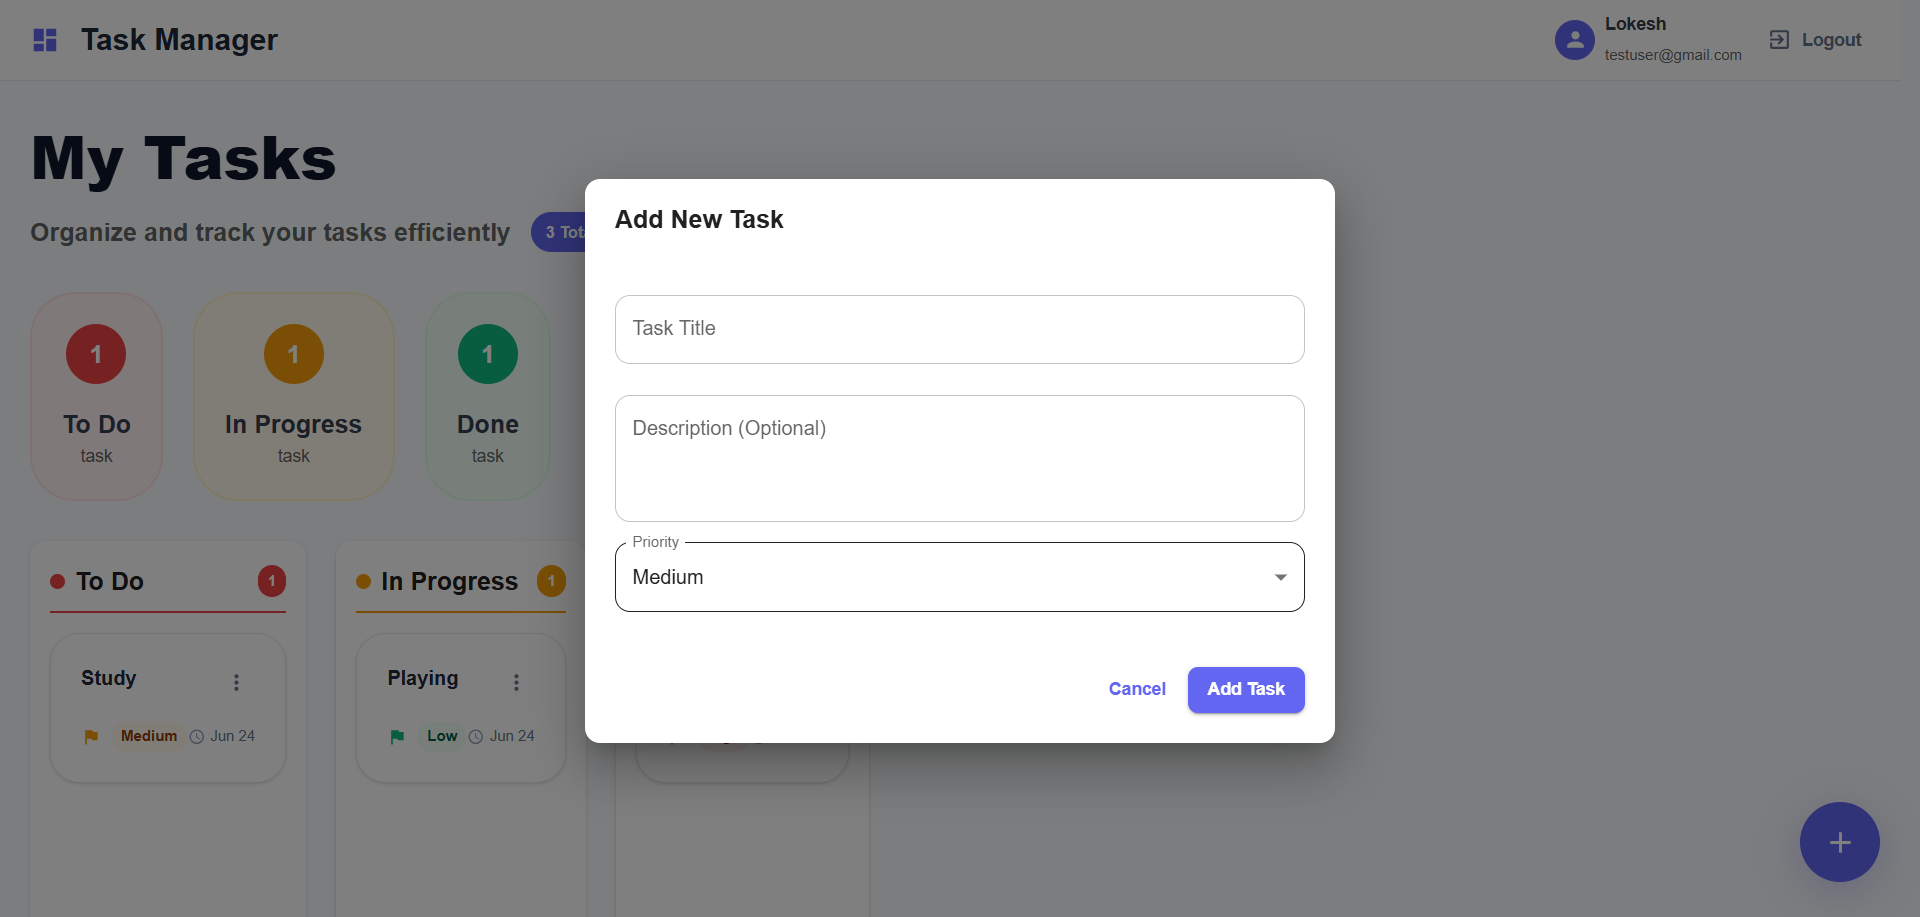 Task Manager
Lokesh
testuser@gmail.com
Logout
My Tasks
Organize and track your tasks efficiently
3
1
1
1
To Do
In Progress
Done
task
task
task
To Do
1
In Progress
1
Study
Playing
Medium
Jun 24
Low
Jun 24
Add New Task
Task Title
Description (Optional)
Priority
Medium
Cancel
Add Task